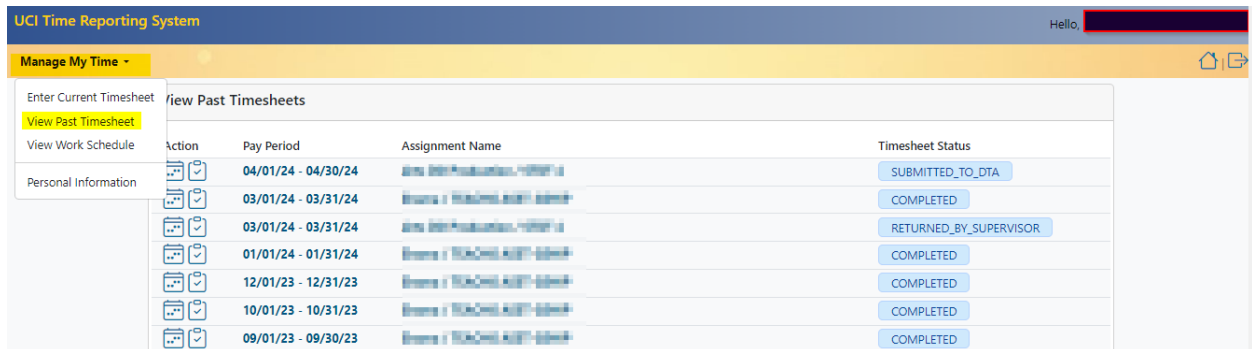 UCI Time Reporting System
Hello,
Manage My Time
Enter Current Timesheet
View Past Timesheet
View Work Schedule
Personal Information
View Past Timesheets
Action Pay Period Assignment Name Timesheet Status
04/01/24 - 04/30/24 SUBMITTED_TO_DTA
03/01/24 - 03/31/24 COMPLETED
03/01/24 - 03/31/24 RETURNED_BY_SUPERVISOR
01/01/24 - 01/31/24 COMPLETED
12/01/23 - 12/31/23 COMPLETED
10/01/23 - 10/31/23 COMPLETED
09/01/23 - 09/30/23 COMPLETED